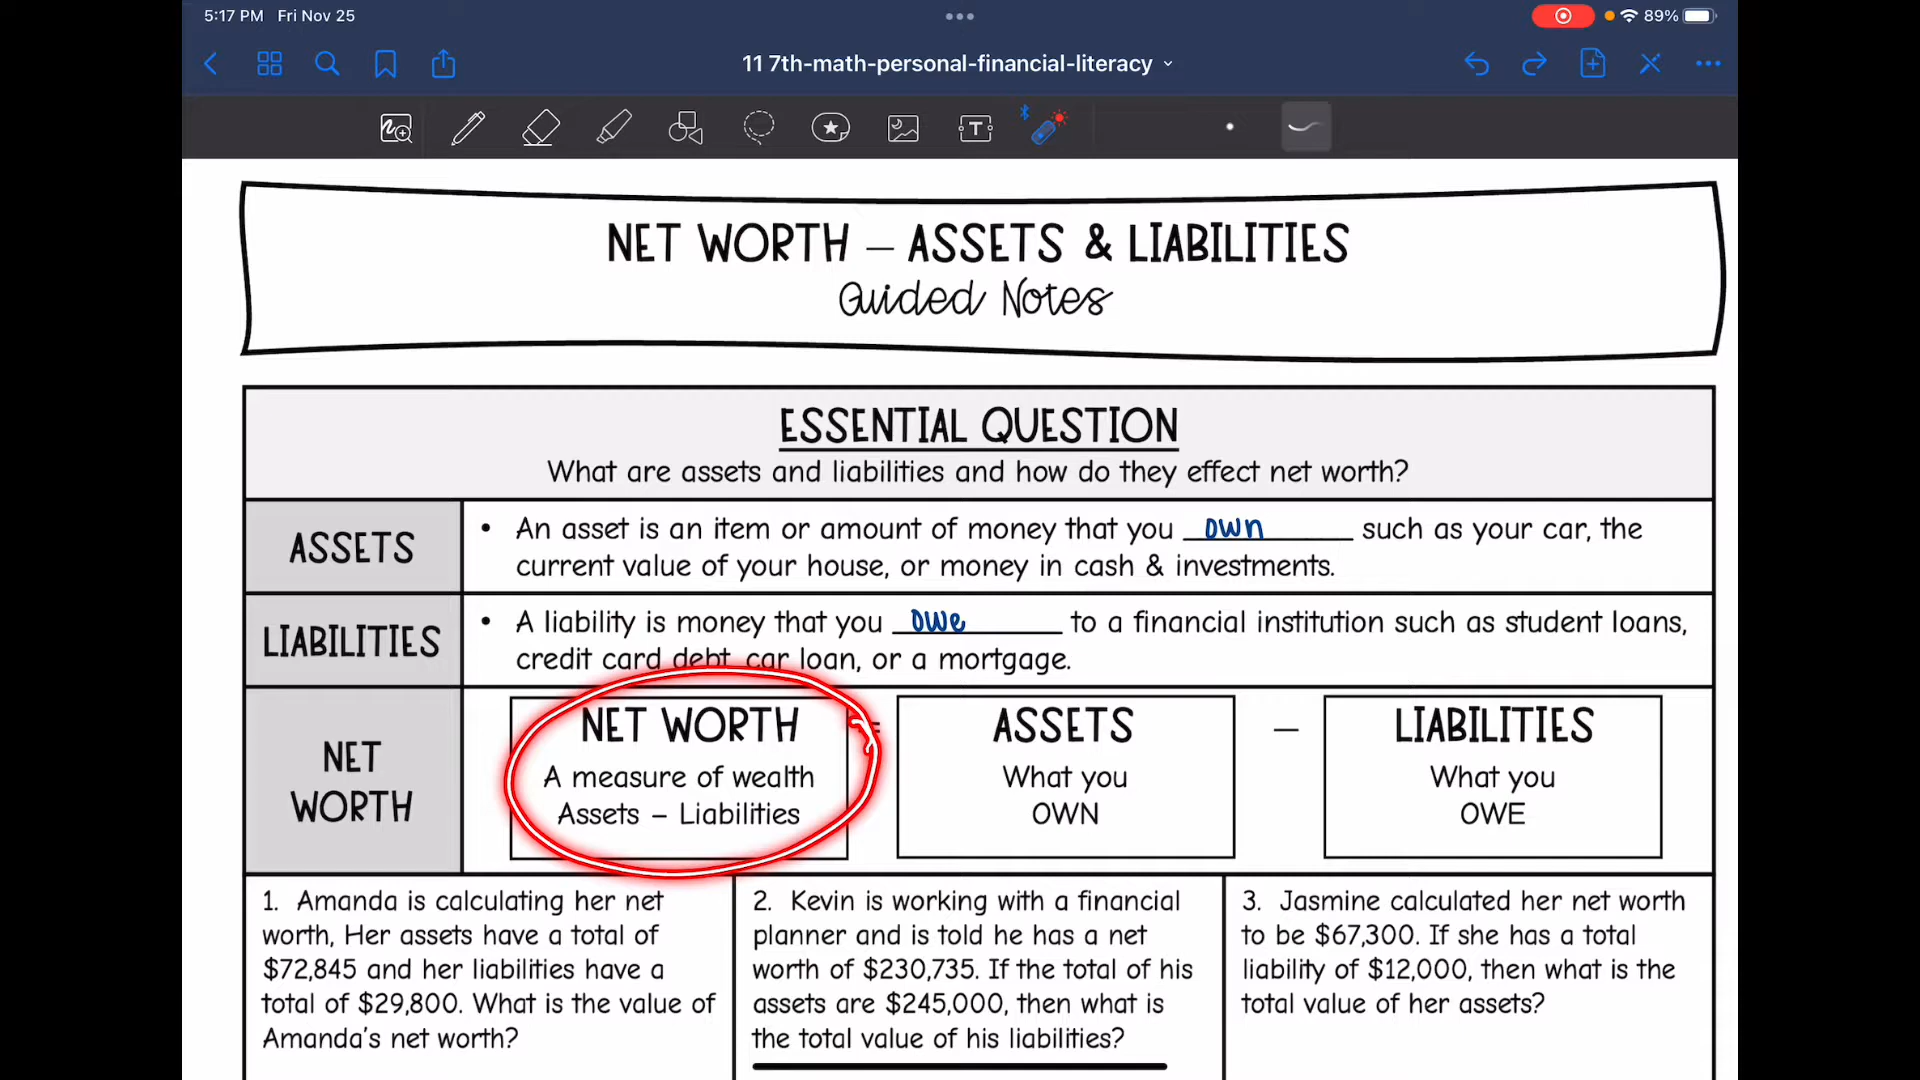 5:17 PM Fri Nov 25
89%
11 7th-math-personal-financial-literacy
T
NET WORTH – ASSETS & LIABILITIES
Guided Notes
ESSENTIAL QUESTION
What are assets and liabilities and how do they effect net worth?
ASSETS
• An asset is an item or amount of money that you own such as your car, the
current value of your house, or money in cash & investments.
LIABILITIES
• A liability is money that you owe to a financial institution such as student loans,
credit card debt, car loan, or a mortgage.
NET
WORTH
NET WORTH
A measure of wealth
Assets – Liabilities
=
ASSETS
What you
OWN
–
LIABILITIES
What you
OWE
1. Amanda is calculating her net
worth, Her assets have a total of
$72,845 and her liabilities have a
total of $29,800. What is the value of
Amanda's net worth?
2. Kevin is working with a financial
planner and is told he has a net
worth of $230,735. If the total of his
assets are $245,000, then what is
the total value of his liabilities?
3. Jasmine calculated her net worth
to be $67,300. If she has a total
liability of $12,000, then what is the
total value of her assets?